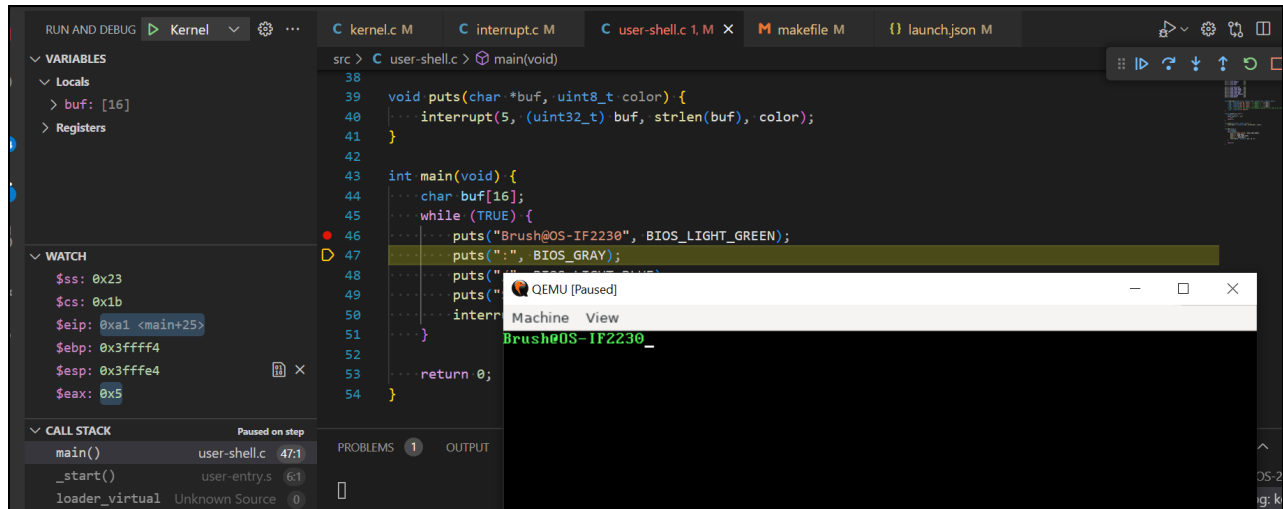 RUN AND DEBUG Kernel ···
VARIABLES
Locals
buf: [16]
Registers
WATCH
$ss: 0x23
$cs: 0x1b
$eip: 0xa1 <main+25>
$ebp: 0x3ffff4
$esp: 0x3fffe4
$eax: 0x5
CALL STACK Paused on step
main() user-shell.c 47:1
_start() user-entry.s 6:1
loader_virtual Unknown Source 0
C kernel.c M C interrupt.c M C user-shell.c 1, M M makefile M {} launch.json M
src > C user-shell.c > main(void)
38
39 void puts(char *buf, uint8_t color) {
40 interrupt(5, (uint32_t) buf, strlen(buf), color);
41 }
42
43 int main(void) {
44 char buf[16];
45 while (TRUE) {
46 puts("Brush@OS-IF2230", BIOS_LIGHT_GREEN);
47 puts(":", BIOS_GRAY);
48 puts("
49 puts("
50 interr
51 }
52
53 return 0;
54 }
QEMU [Paused]
Machine View
Brush@OS-IF2230_
PROBLEMS 1 OUTPUT